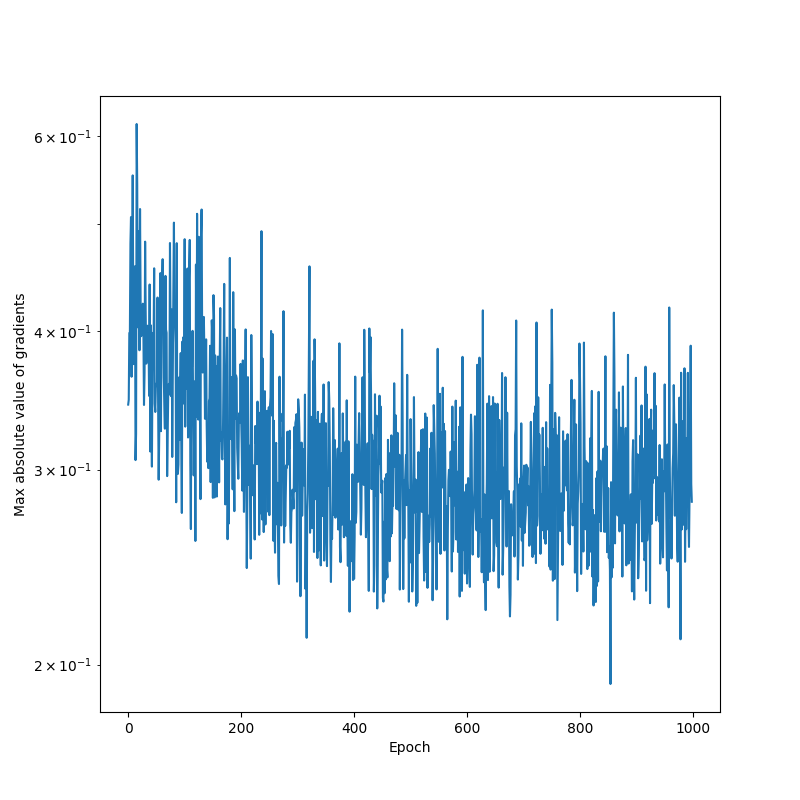 Max absolute value of gradients
6 × 10⁻¹
4 × 10⁻¹
3 × 10⁻¹
2 × 10⁻¹
0 200 400 600 800 1000
Epoch